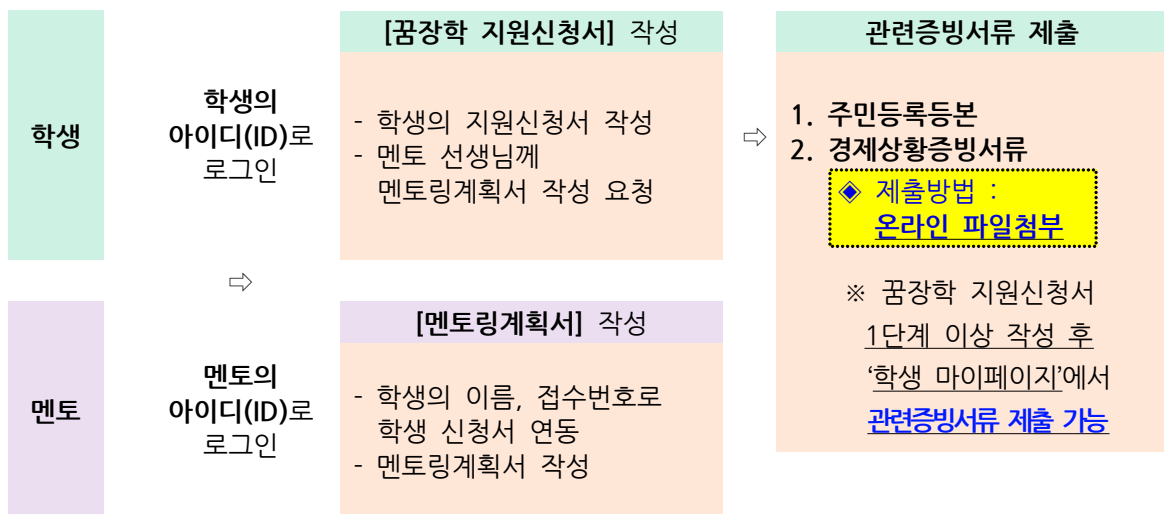 학생
학생의
아이디(ID)로
로그인
[꿈장학 지원신청서] 작성
- 학생의 지원신청서 작성
- 멘토 선생님께
멘토링계획서 작성 요청
⇨
멘토
멘토의
아이디(ID)로
로그인
[멘토링계획서] 작성
- 학생의 이름, 접수번호로
학생 신청서 연동
- 멘토링계획서 작성
⇨
관련증빙서류 제출
1. 주민등록등본
2. 경제상황증빙서류
◈ 제출방법 :
온라인 파일첨부
※ 꿈장학 지원신청서
1단계 이상 작성 후
‘학생 마이페이지’에서
관련증빙서류 제출 가능